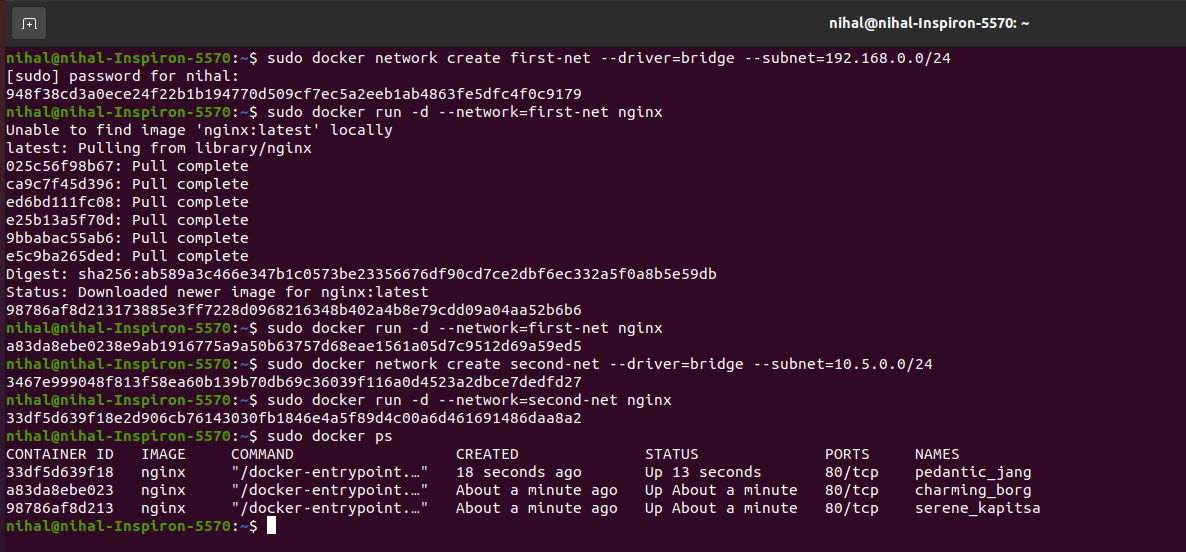 nihal@nihal-Inspiron-5570: ~
nihal@nihal-Inspiron-5570:~$ sudo docker network create first-net --driver=bridge --subnet=192.168.0.0/24
[sudo] password for nihal:
948f38cd3a0ece24f22b1b194770d509cf7ec5a2eeb1ab4863fe5dfc4f0c9179
nihal@nihal-Inspiron-5570:~$ sudo docker run -d --network=first-net nginx
Unable to find image 'nginx:latest' locally
latest: Pulling from library/nginx
025c56f98b67: Pull complete
ca9c7f45d396: Pull complete
ed6bd111fc08: Pull complete
e25b13a5f70d: Pull complete
9bbabac55ab6: Pull complete
e5c9ba265ded: Pull complete
Digest: sha256:ab589a3c466e347b1c0573be23356676df90cd7ce2dbf6ec332a5f0a8b5e59db
Status: Downloaded newer image for nginx:latest
98786af8d213173885e3ff7228d0968216348b402a4b8e79cdd09a04aa52b6b6
nihal@nihal-Inspiron-5570:~$ sudo docker run -d --network=first-net nginx
a83da8ebe0238e9ab1916775a9a50b63757d68eae1561a05d7c9512d69a59ed5
nihal@nihal-Inspiron-5570:~$ sudo docker network create second-net --driver=bridge --subnet=10.5.0.0/24
3467e999048f813f58ea60b139b70db69c36039f116a0d4523a2dbce7dedfd27
nihal@nihal-Inspiron-5570:~$ sudo docker run -d --network=second-net nginx
33df5d639f18e2d906cb76143030fb1846e4a5f89d4c00a6d461691486daa8a2
nihal@nihal-Inspiron-5570:~$ sudo docker ps
CONTAINER ID   IMAGE     COMMAND                  CREATED              STATUS              PORTS     NAMES
33df5d639f18   nginx     "/docker-entrypoint.…"   18 seconds ago       Up 13 seconds       80/tcp    pedantic_jang
a83da8ebe023   nginx     "/docker-entrypoint.…"   About a minute ago   Up About a minute   80/tcp    charming_borg
98786af8d213   nginx     "/docker-entrypoint.…"   About a minute ago   Up About a minute   80/tcp    serene_kapitsa
nihal@nihal-Inspiron-5570:~$